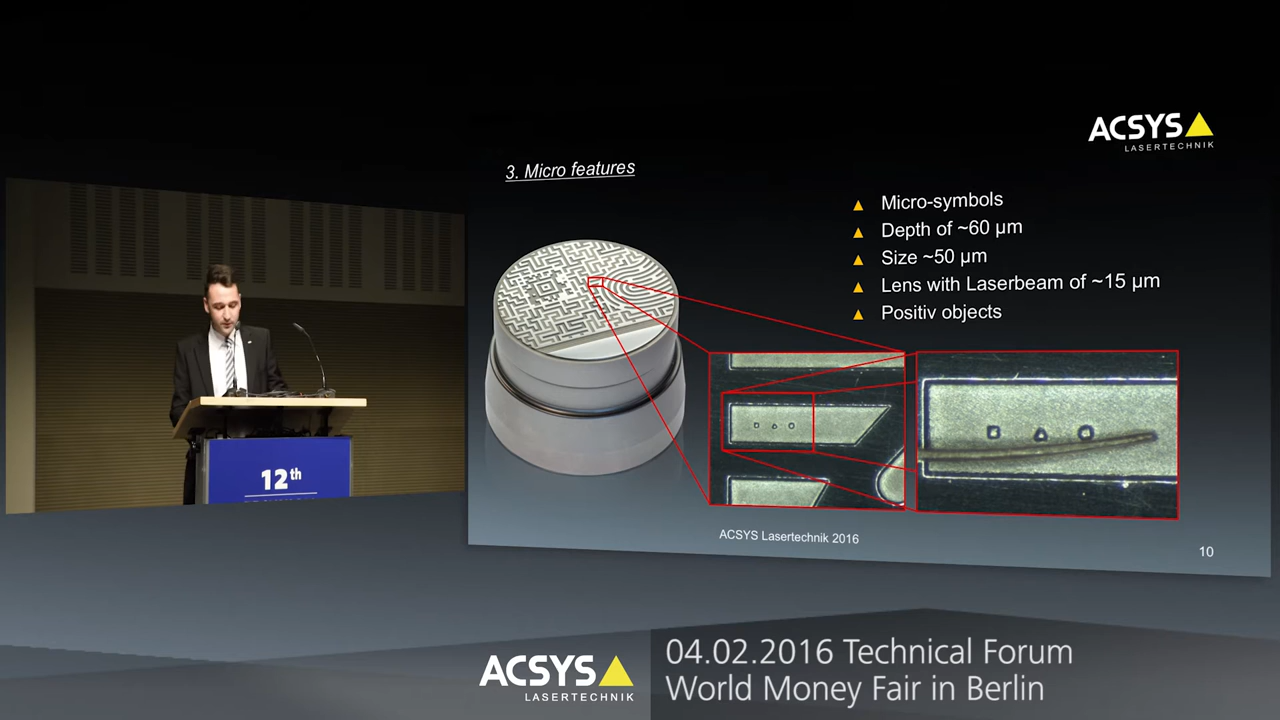 ACSYS
LASERTECHNIK
3. Micro features
Micro-symbols
Depth of ~60 µm
Size ~50 µm
Lens with Laserbeam of ~15 µm
Positiv objects
12th
ACSYS Lasertechnik 2016
10
ACSYS
LASERTECHNIK
04.02.2016 Technical Forum
World Money Fair in Berlin